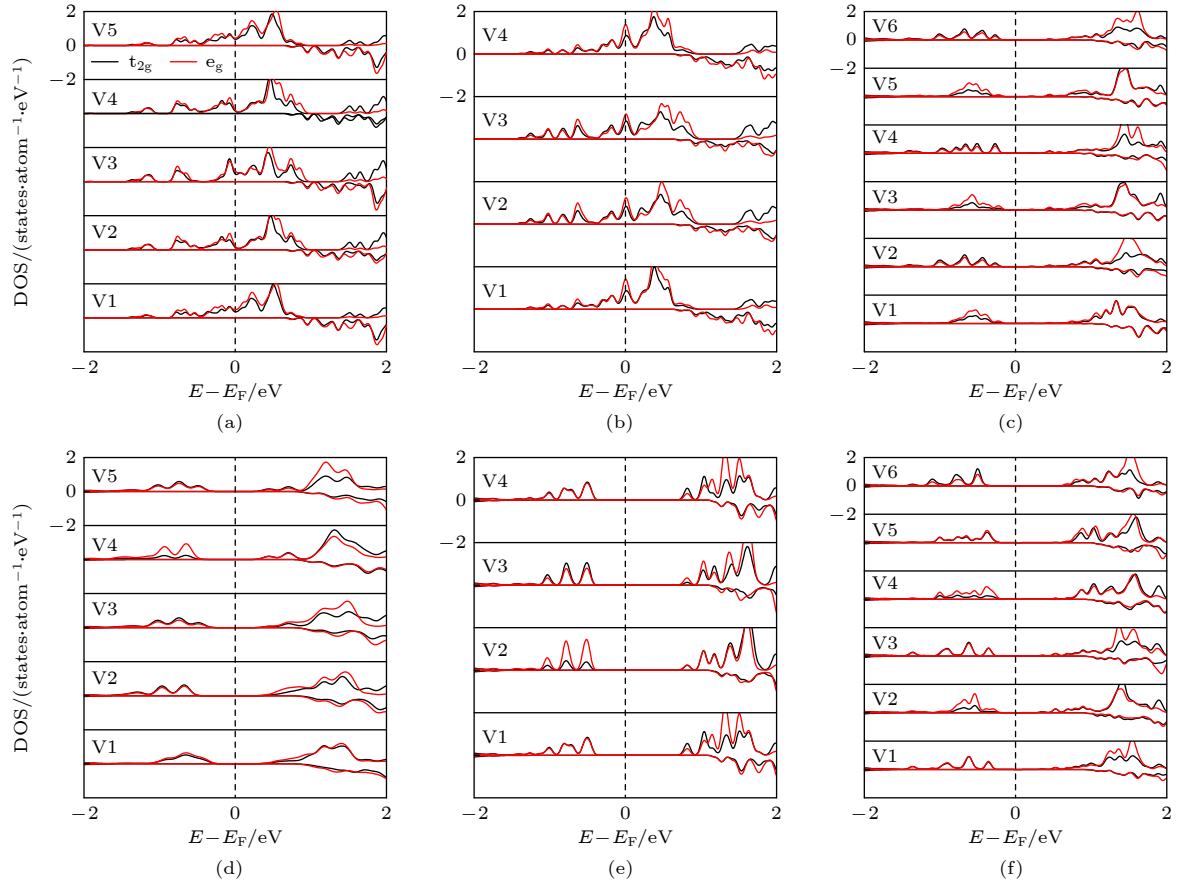 DOS/(states·atom⁻¹·eV⁻¹)
2
0
−2
V5
t2g
eg
V4
V3
V2
V1
−2
0
2
E−EF/eV
(a)
2
0
−2
V4
V3
V2
V1
−2
0
2
E−EF/eV
(b)
2
0
−2
V6
V5
V4
V3
V2
V1
−2
0
2
E−EF/eV
(c)
DOS/(states·atom⁻¹·eV⁻¹)
2
0
−2
V5
V4
V3
V2
V1
−2
0
2
E−EF/eV
(d)
2
0
−2
V4
V3
V2
V1
−2
0
2
E−EF/eV
(e)
2
0
−2
V6
V5
V4
V3
V2
V1
−2
0
2
E−EF/eV
(f)